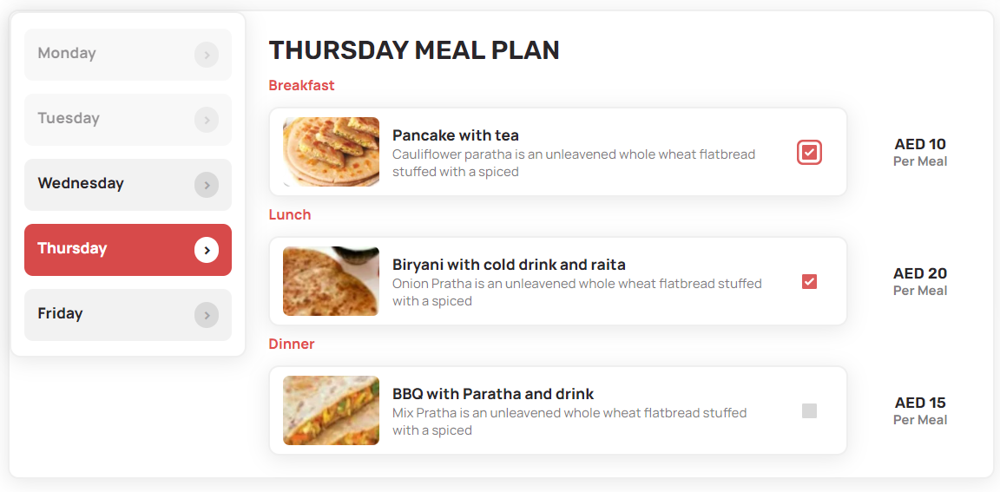 Monday
Tuesday
Wednesday
Thursday
Friday
THURSDAY MEAL PLAN
Breakfast
Pancake with tea
Cauliflower paratha is an unleavened whole wheat flatbread
stuffed with a spiced
AED 10
Per Meal
Lunch
Biryani with cold drink and raita
Onion Pratha is an unleavened whole wheat flatbread stuffed
with a spiced
AED 20
Per Meal
Dinner
BBQ with Paratha and drink
Mix Pratha is an unleavened whole wheat flatbread stuffed
with a spiced
AED 15
Per Meal